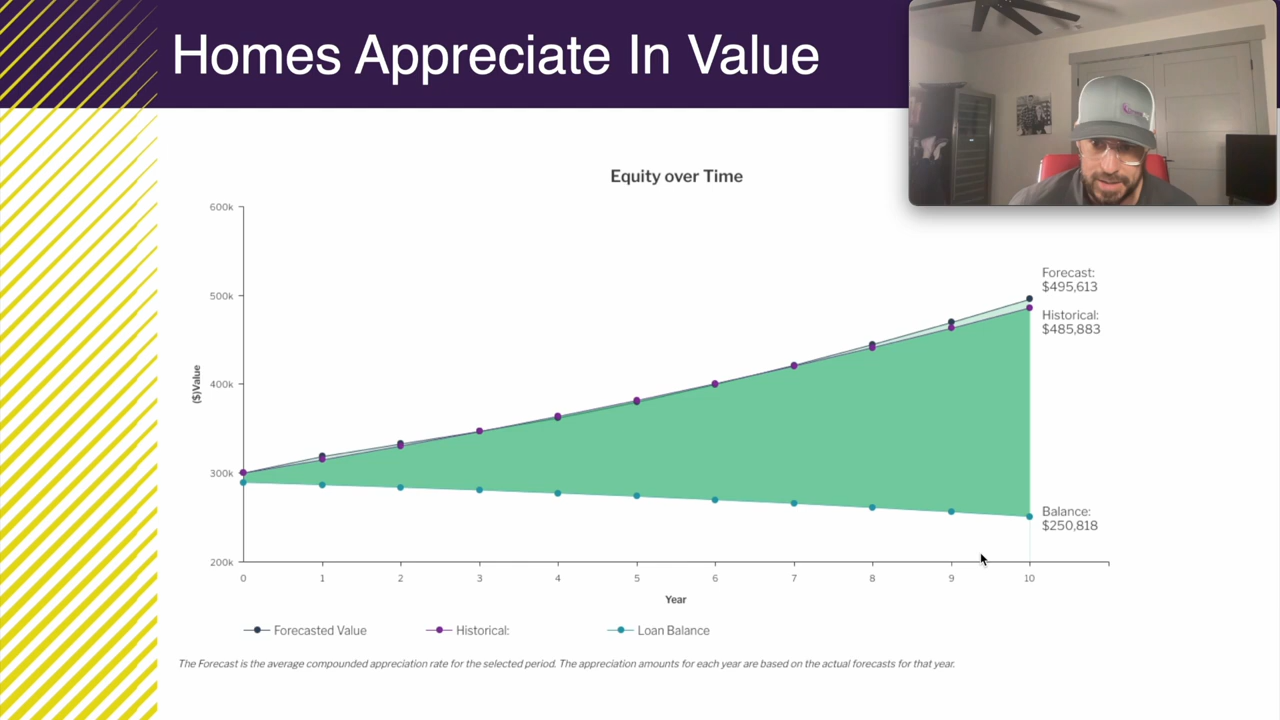 Homes Appreciate In Value
Equity over Time
600k
500k
400k
300k
200k
($)Value
0 1 2 3 4 5 6 7 8 9 10
Year
Forecast:
$495,613
Historical:
$485,883
Balance:
$250,818
Forecasted Value
Historical:
Loan Balance
The Forecast is the average compounded appreciation rate for the selected period. The appreciation amounts for each year are based on the actual forecasts for that year.